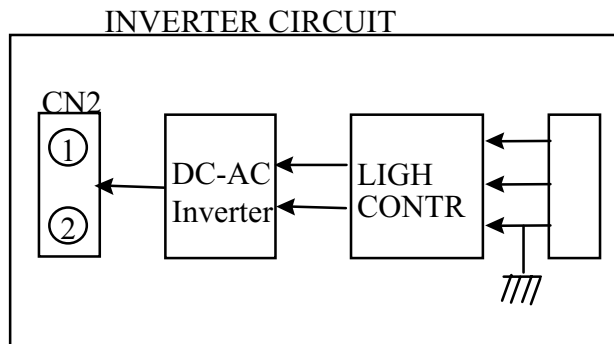 INVERTER CIRCUIT
CN2
1
2
DC-AC
Inverter
LIGH
CONTR